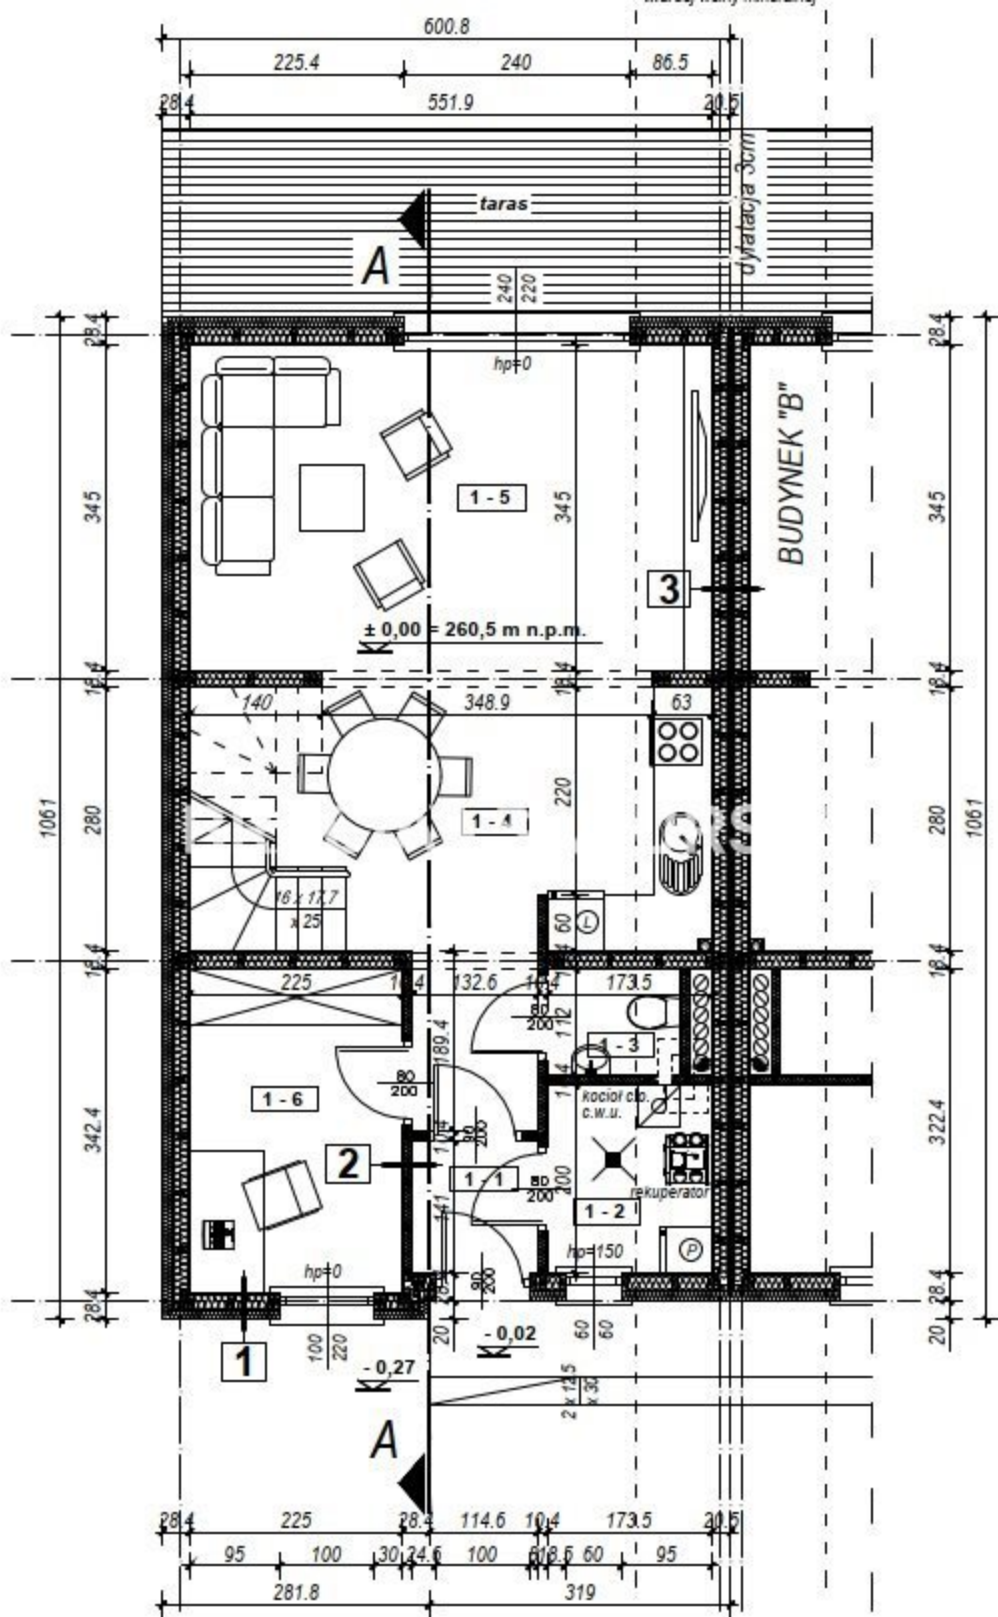 600.8
225.4 240 86.5
28.4 551.9 20.5
dylatacja 3cm
taras
A
240
220
28.4 28.4
hp=0
BUDYNEK "B"
1 - 5
345 345 345
3
± 0,00 = 260,5 m n.p.m.
18.4 18.4 18.4
140 348.9 63
1061 280 220 280 1061
1 - 4
16 x 17,7
x 25
60
L
18.4 18.4
225 10.4 132.6 10.4 173.5
80
200
112
189.4
1 - 3
80
200
kocioł c.o.
c.w.u.
1 - 6
342.4 322.4
90
200
2
1 - 1
80
200
200
rekuperator
141
1 - 2
hp=0
hp=150
P
90
200
28.4 28.4
20 20
100
220
60
60
1
- 0,02
- 0,27
2 x 12,5
x 30
A
28.4 225 28.4 114.6 10.4 173.5 20.5
95 100 30 24.6 100 18.5 60 95
281.8 319